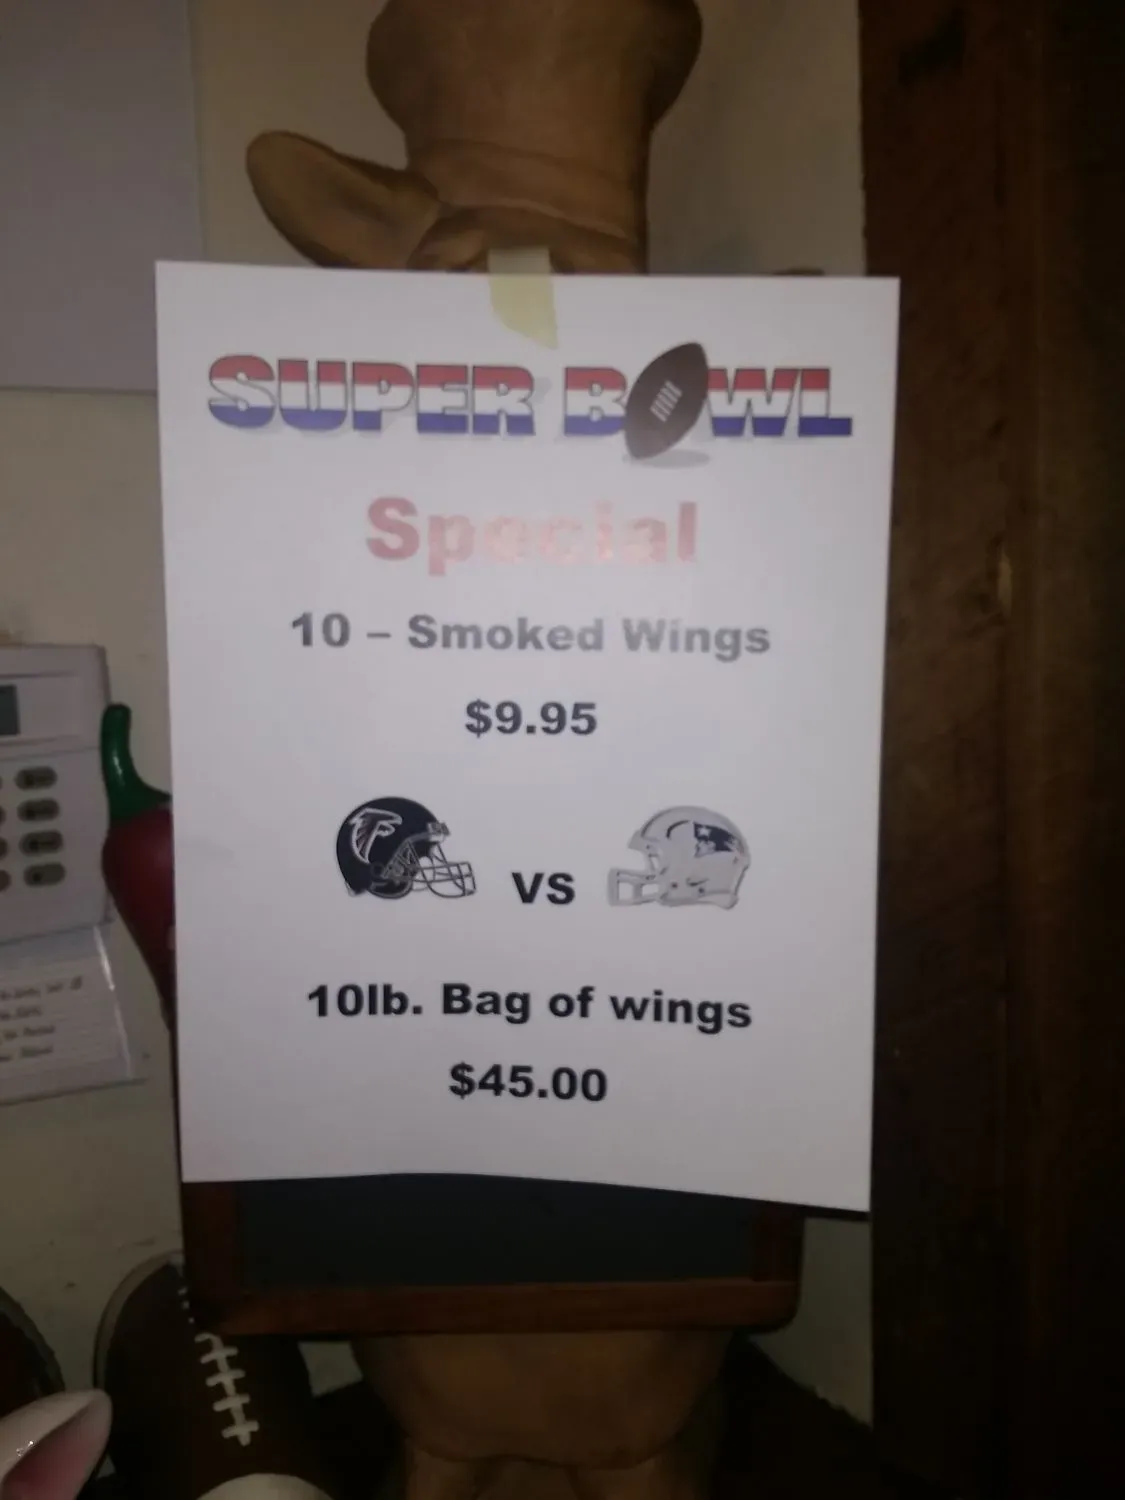 SUPER BOWL
Special
10 – Smoked Wings
$9.95
VS
10lb. Bag of wings
$45.00